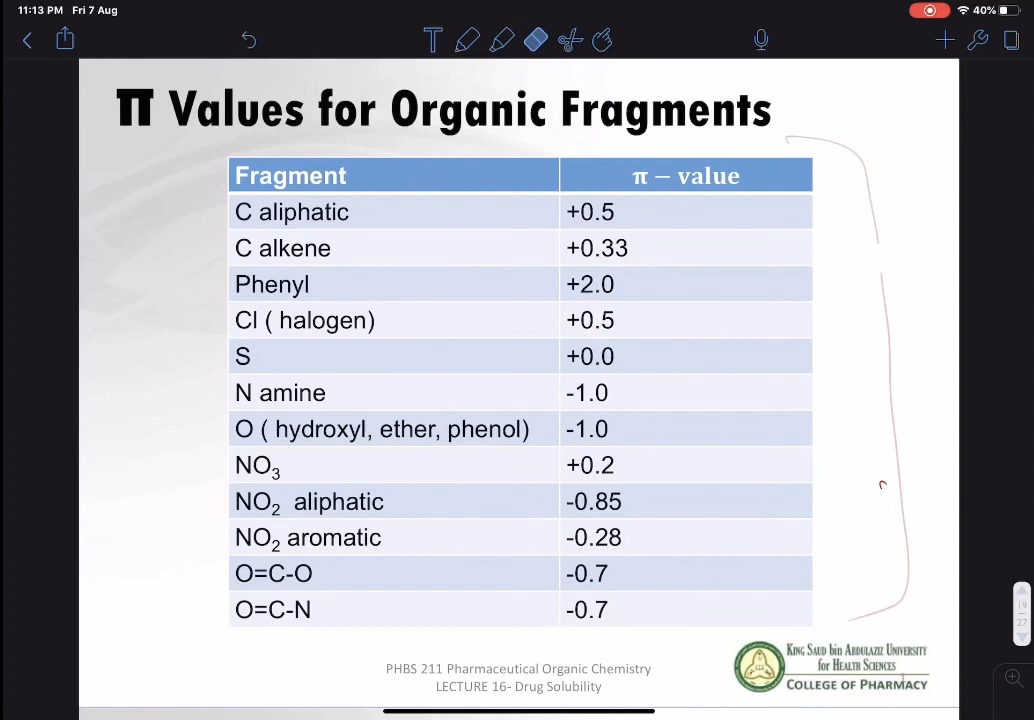 11:13 PM Fri 7 Aug
40%
π Values for Organic Fragments
Fragment π – value
C aliphatic +0.5
C alkene +0.33
Phenyl +2.0
Cl ( halogen) +0.5
S +0.0
N amine -1.0
O ( hydroxyl, ether, phenol) -1.0
NO₃ +0.2
NO₂ aliphatic -0.85
NO₂ aromatic -0.28
O=C-O -0.7
O=C-N -0.7
19
27
PHBS 211 Pharmaceutical Organic Chemistry
LECTURE 16- Drug Solubility
King Saud bin Abdulaziz University
for Health Sciences
College of Pharmacy